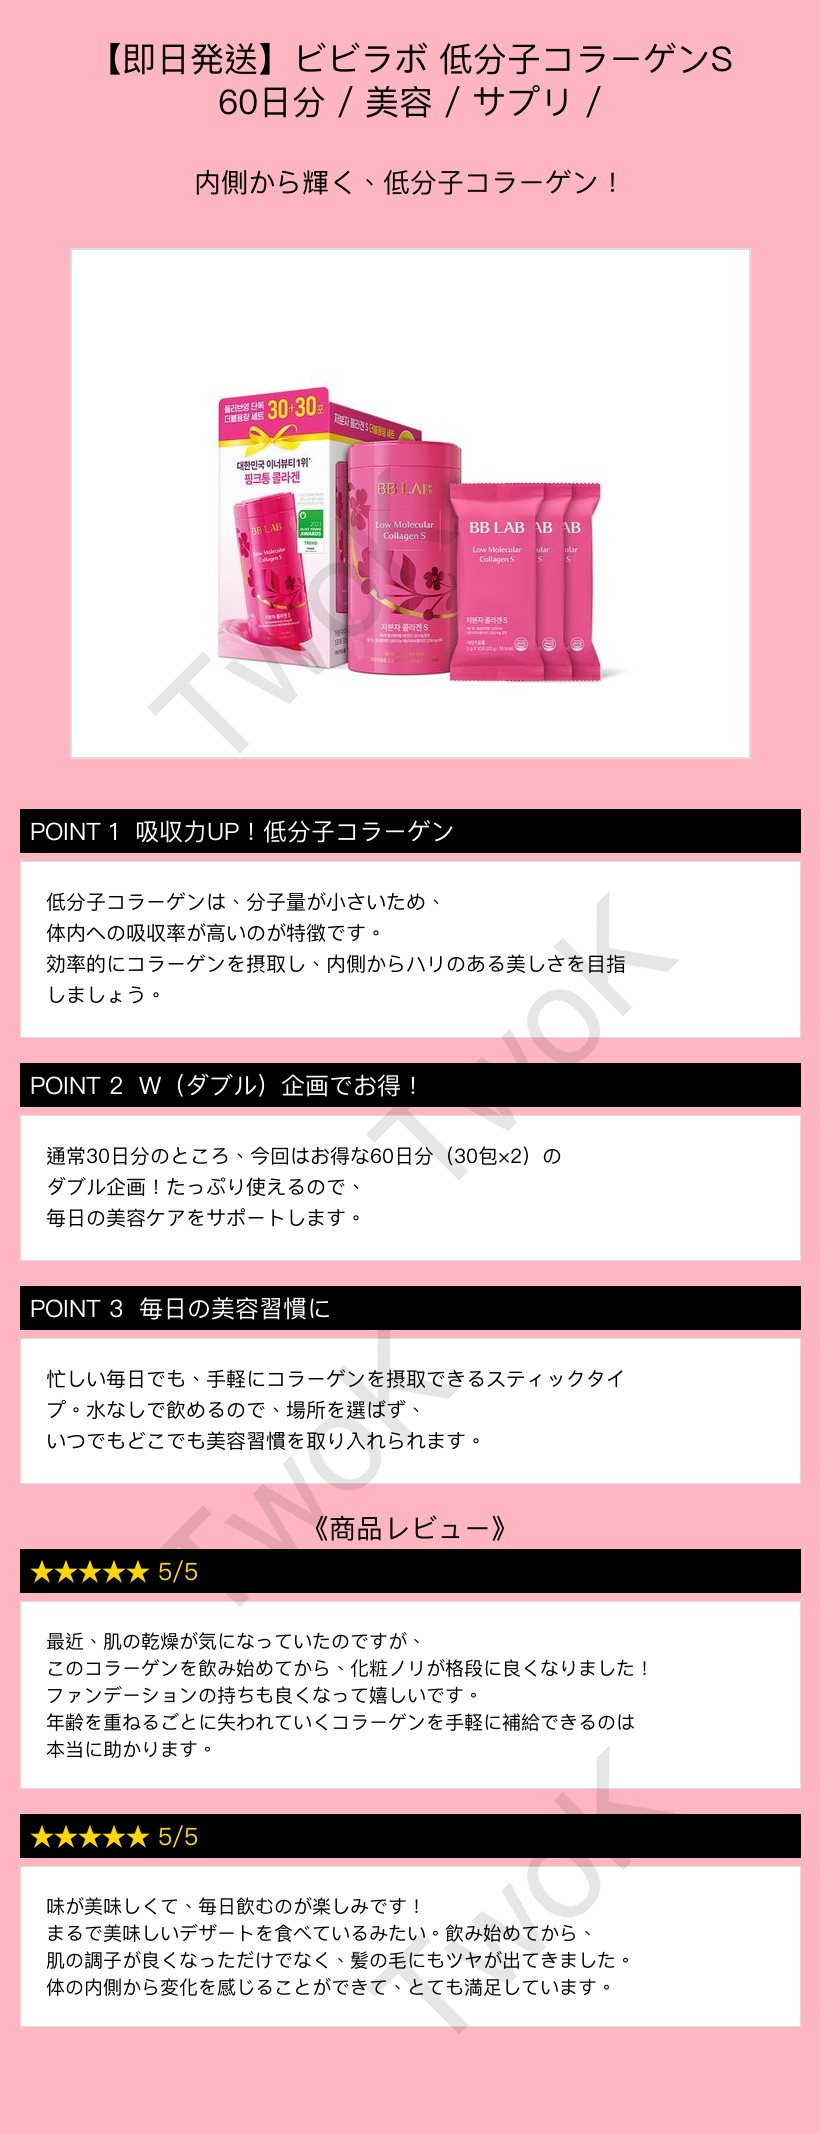 【即日発送】ビビラボ 低分子コラーゲンS
60日分 / 美容 / サプリ /
内側から輝く、低分子コラーゲン！
올리브영 단독
더블용량 세트
30+30포
저분자 콜라겐 S 더블용량 세트
대한민국 이너뷰티 1위
핑크통 콜라겐
BB LAB
Low Molecular
Collagen S
2023
AWARDS
TREND
저분자 콜라겐 S
BB LAB
Low Molecular
Collagen S
저분자 콜라겐 S
BB LAB
Low Molecular
Collagen S
저분자 콜라겐 S
AB
ular
S
AB
ular
S
TwoK
POINT 1 吸収力UP！低分子コラーゲン
低分子コラーゲンは、分子量が小さいため、
体内への吸収率が高いのが特徴です。
効率的にコラーゲンを摂取し、内側からハリのある美しさを目指
しましょう。
TwoK
POINT 2 W（ダブル）企画でお得！
通常30日分のところ、今回はお得な60日分（30包×2）の
ダブル企画！たっぷり使えるので、
毎日の美容ケアをサポートします。
POINT 3 毎日の美容習慣に
忙しい毎日でも、手軽にコラーゲンを摂取できるスティックタイ
プ。水なしで飲めるので、場所を選ばず、
いつでもどこでも美容習慣を取り入れられます。
TwoK
《商品レビュー》
★★★★★ 5/5
最近、肌の乾燥が気になっていたのですが、
このコラーゲンを飲み始めてから、化粧ノリが格段に良くなりました！
ファンデーションの持ちも良くなって嬉しいです。
年齢を重ねるごとに失われていくコラーゲンを手軽に補給できるのは
本当に助かります。
★★★★★ 5/5
味が美味しくて、毎日飲むのが楽しみです！
まるで美味しいデザートを食べているみたい。飲み始めてから、
肌の調子が良くなっただけでなく、髪の毛にもツヤが出てきました。
体の内側から変化を感じることができて、とても満足しています。
TwoK